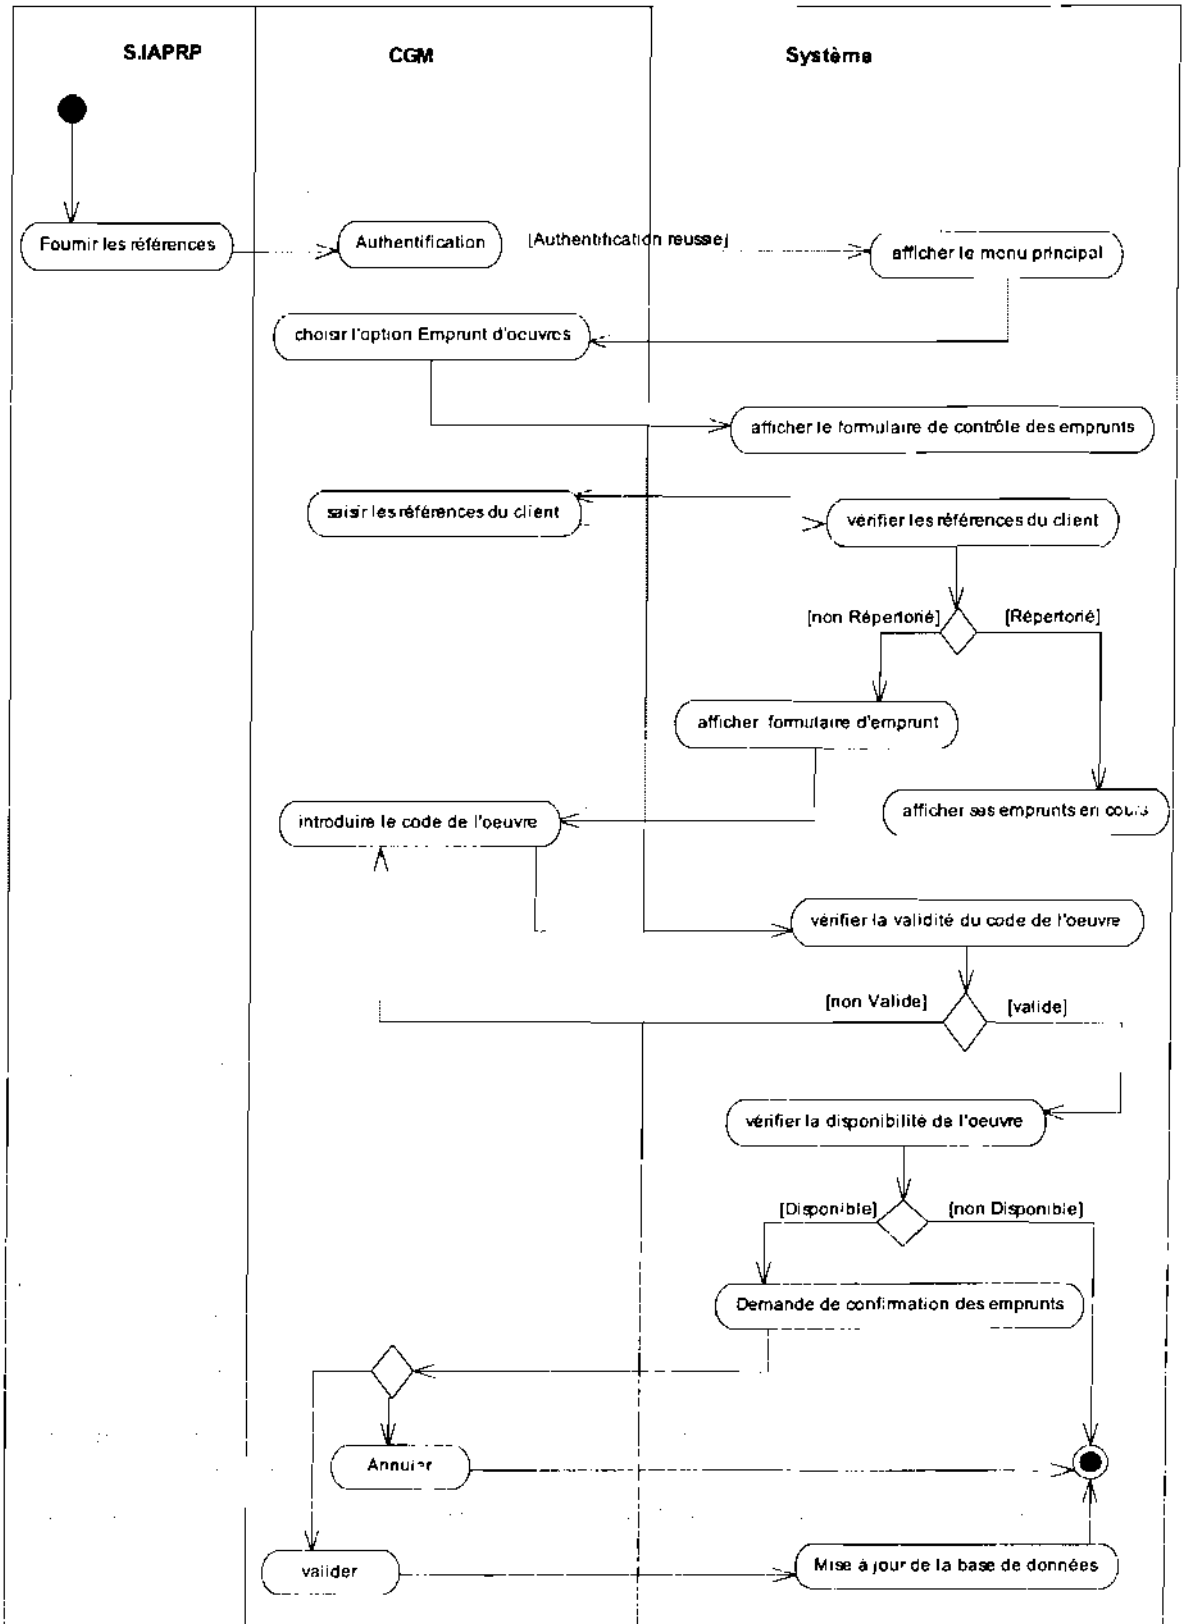 S.IAPRP
CGM
Système
Fournir les références
Authentification
[Authentification reussie]
afficher le menu principal
choisir l'option Emprunt d'oeuvres
afficher le formulaire de contrôle des emprunts
saisir les références du client
vérifier les références du client
[non Répertorié]
[Répertorié]
afficher formulaire d'emprunt
afficher ses emprunts en cours
introduire le code de l'oeuvre
vérifier la validité du code de l'oeuvre
[non Valide]
[valide]
vérifier la disponibilité de l'oeuvre
[Disponible]
[non Disponible]
Demande de confirmation des emprunts
Annuler
valider
Mise à jour de la base de données